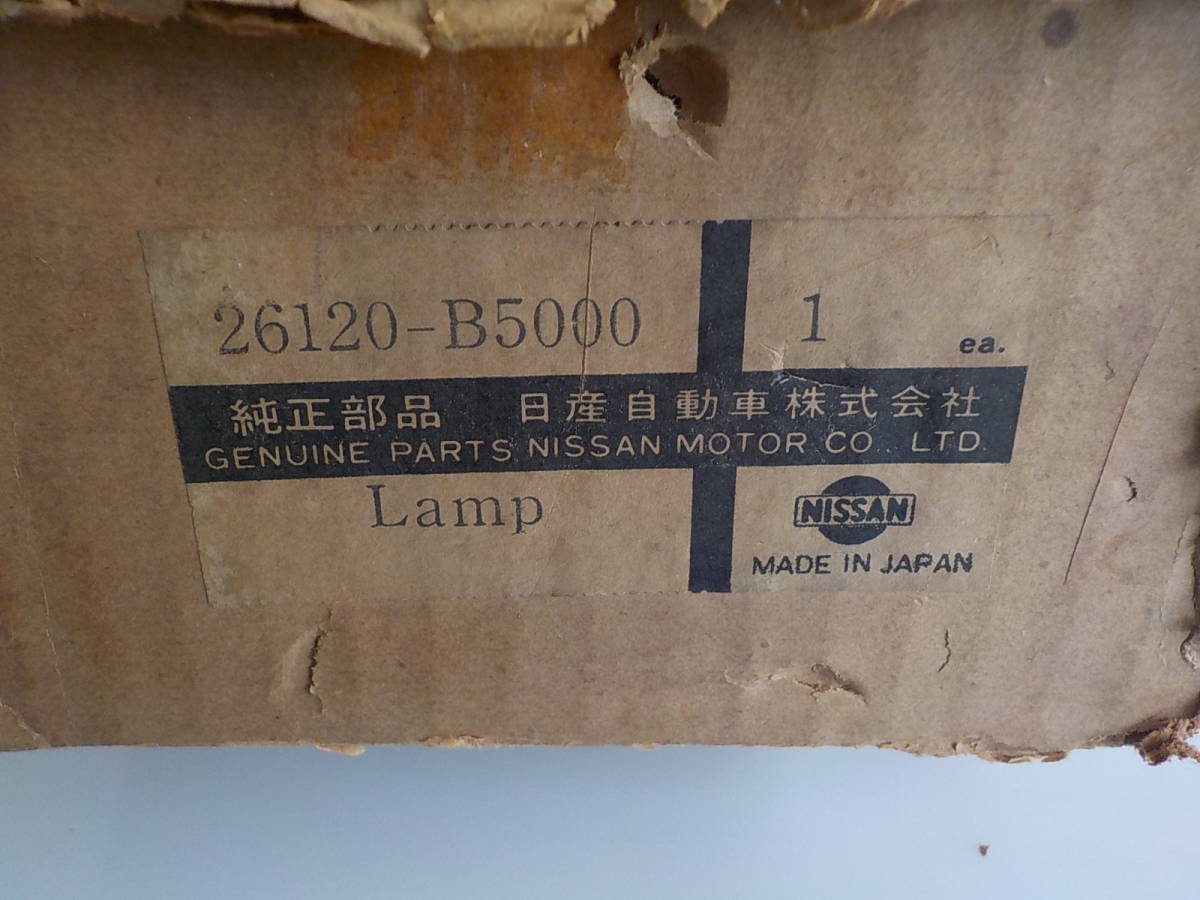 26120-B5000
1 ea.
純正部品 日産自動車株式会社
GENUINE PARTS NISSAN MOTOR CO. LTD.
Lamp
NISSAN
MADE IN JAPAN